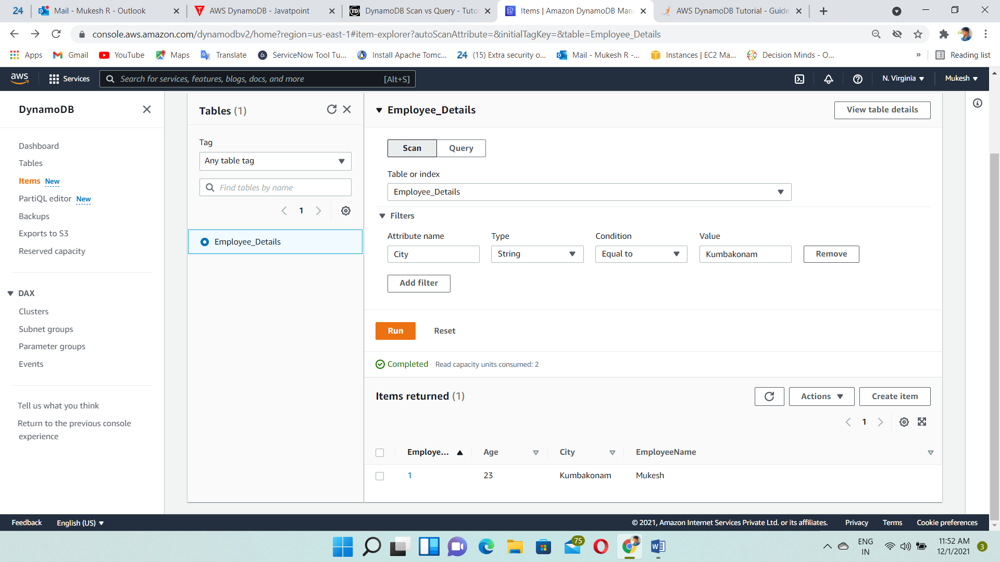 24 Mail - Mukesh R - Outlook AWS DynamoDB - Javatpoint DynamoDB Scan vs Query - Tuto Items | Amazon DynamoDB Man AWS DynamoDB Tutorial - Guide
console.aws.amazon.com/dynamodbv2/home?region=us-east-1#item-explorer?autoScanAttribute=&initialTagKey=&table=Employee_Details
Apps Gmail YouTube Maps Translate ServiceNow Tool Tu... Install Apache Tomc... 24 (15) Extra security o... Mail - Mukesh R -... Instances | EC2 Ma... Decision Minds - O... » Reading list
aws Services Search for services, features, blogs, docs, and more [Alt+S] N. Virginia Mukesh
DynamoDB
Dashboard
Tables
Items New
PartiQL editor New
Backups
Exports to S3
Reserved capacity
DAX
Clusters
Subnet groups
Parameter groups
Events
Tell us what you think
Return to the previous console
experience
Tables (1)
Tag
Any table tag
Find tables by name
1
Employee_Details
Employee_Details View table details
Scan Query
Table or index
Employee_Details
Filters
Attribute name Type Condition Value
City String Equal to Kumbakonam Remove
Add filter
Run Reset
Completed Read capacity units consumed: 2
Items returned (1) Actions Create item
1
Employe... Age City EmployeeName
1 23 Kumbakonam Mukesh
Feedback English (US) © 2021, Amazon Internet Services Private Ltd. or its affiliates. Privacy Terms Cookie preferences
75 ENG 11:52 AM
IN 12/1/2021 3